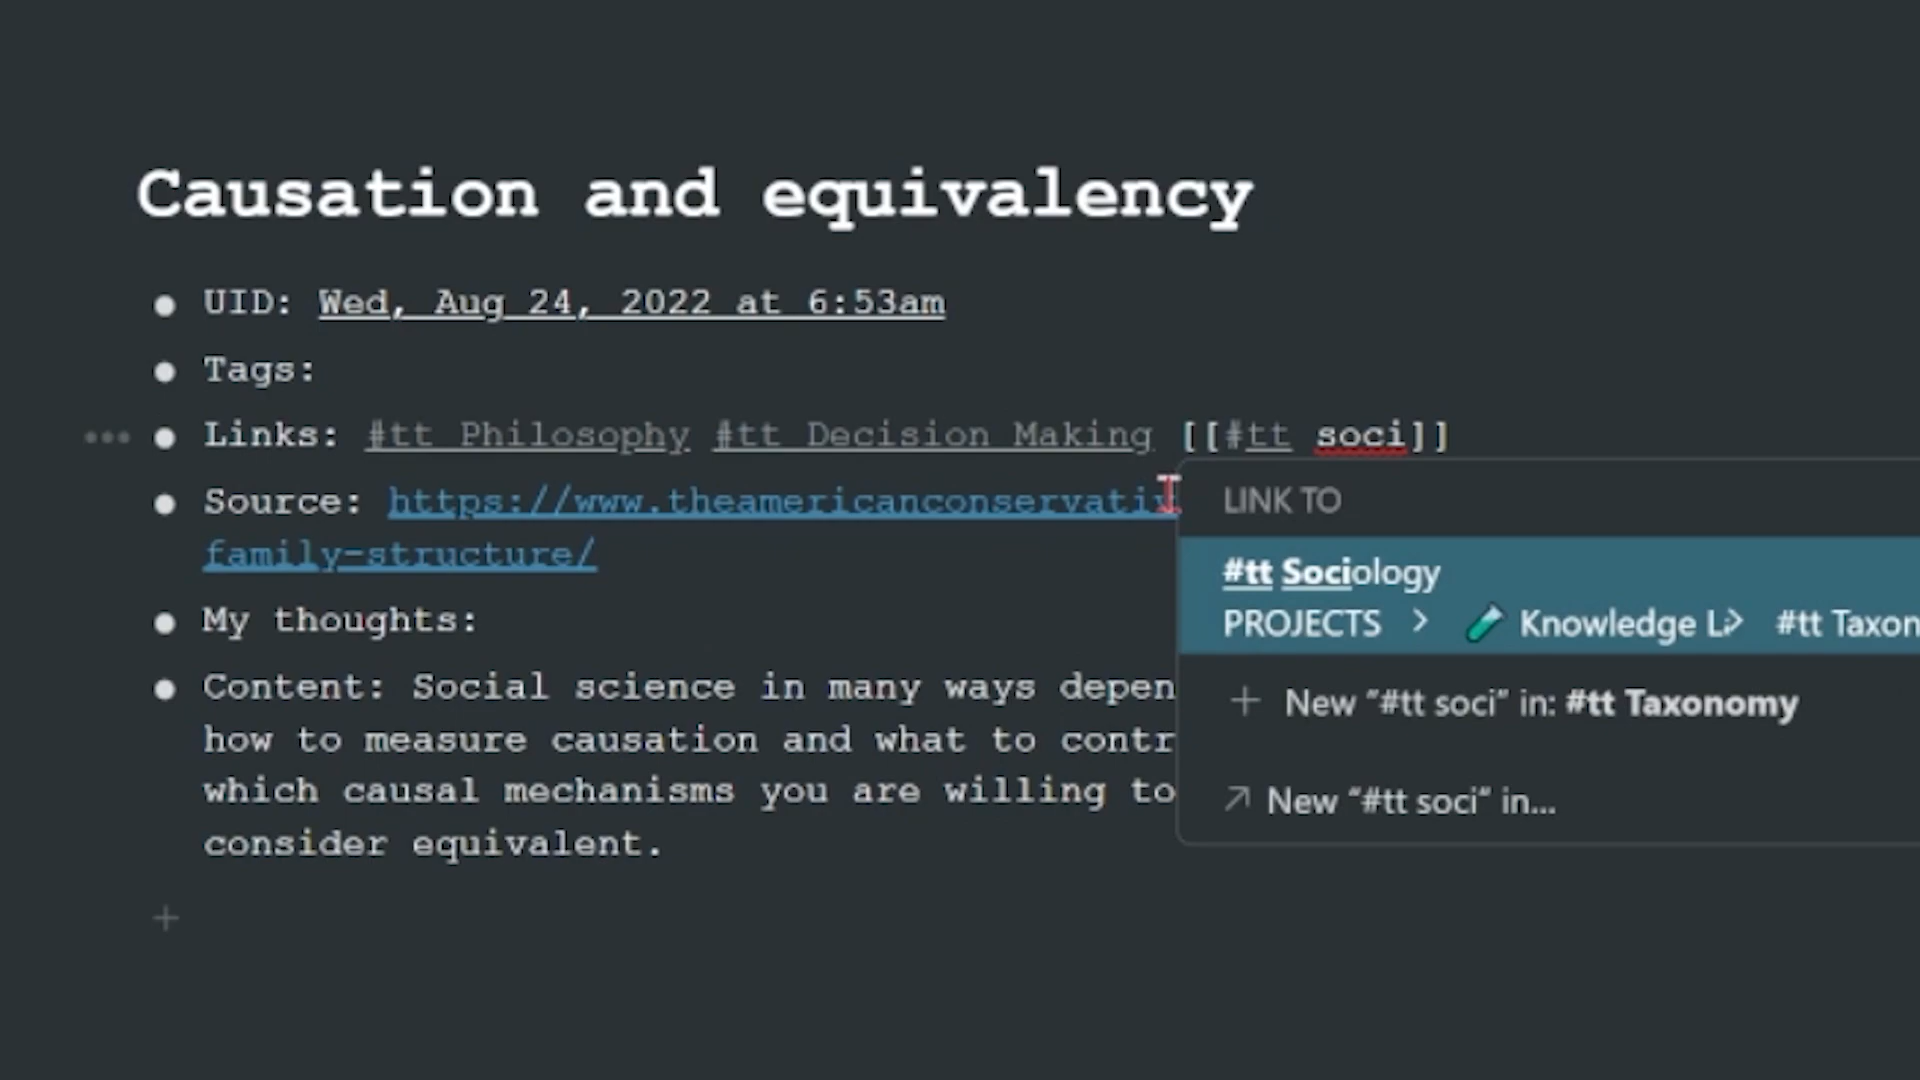 Causation and equivalency
UID: Wed, Aug 24, 2022 at 6:53am
Tags:
Links: #tt Philosophy #tt Decision Making [[#tt soci]]
Source: https://www.theamericanconservativ
family-structure/
LINK TO
#tt Sociology
PROJECTS > Knowledge L> #tt Taxon
My thoughts:
Content: Social science in many ways depen
how to measure causation and what to contr
which causal mechanisms you are willing to
consider equivalent.
+ New “#tt soci” in: #tt Taxonomy
New “#tt soci” in...
+